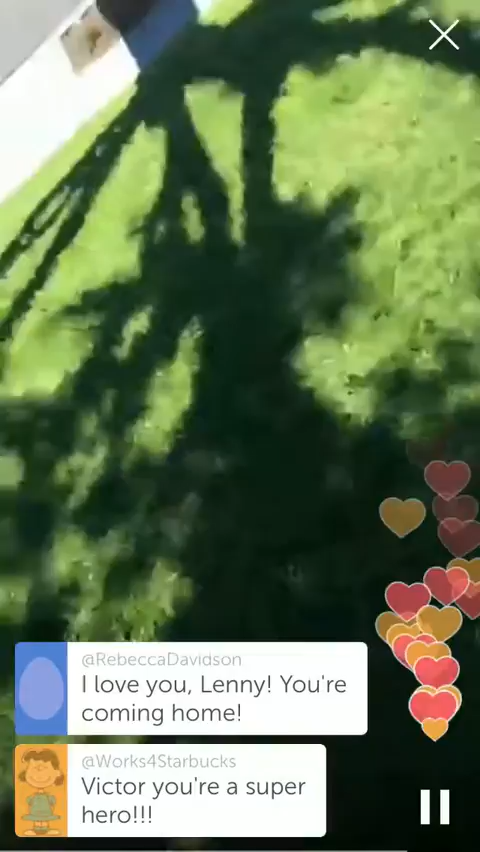 @RebeccaDavidson
I love you, Lenny! You're
coming home!
@Works4Starbucks
Victor you're a super
hero!!!